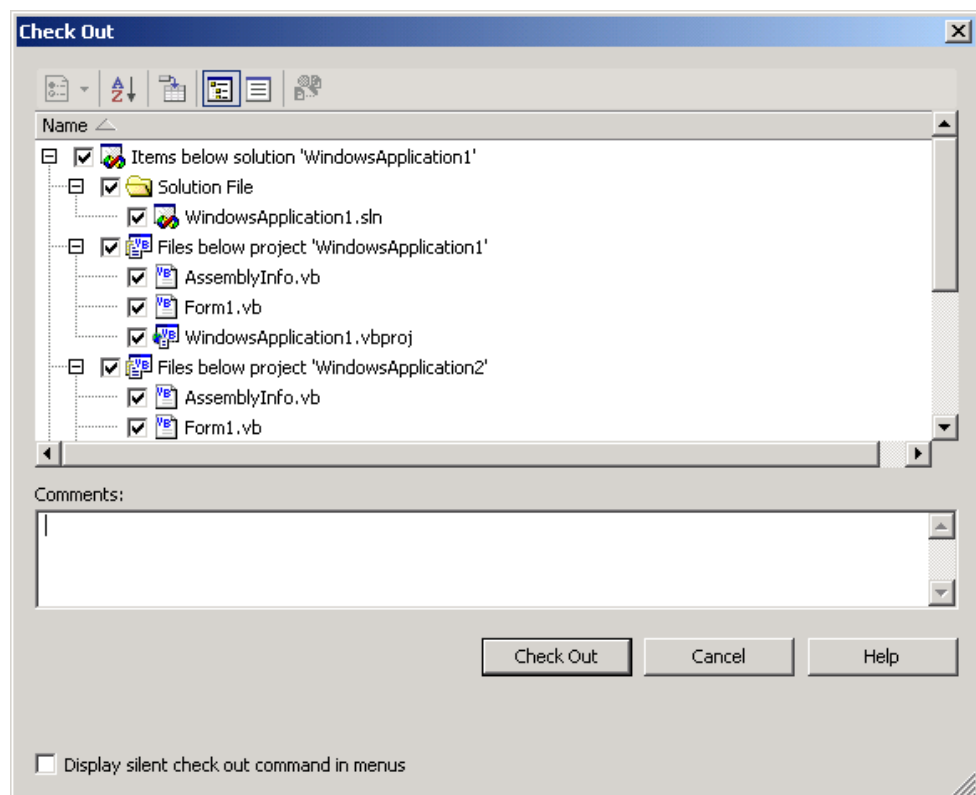 Check Out
Name
Items below solution 'WindowsApplication1'
Solution File
WindowsApplication1.sln
Files below project 'WindowsApplication1'
AssemblyInfo.vb
Form1.vb
WindowsApplication1.vbproj
Files below project 'WindowsApplication2'
AssemblyInfo.vb
Form1.vb
Comments:
Check Out Cancel Help
Display silent check out command in menus